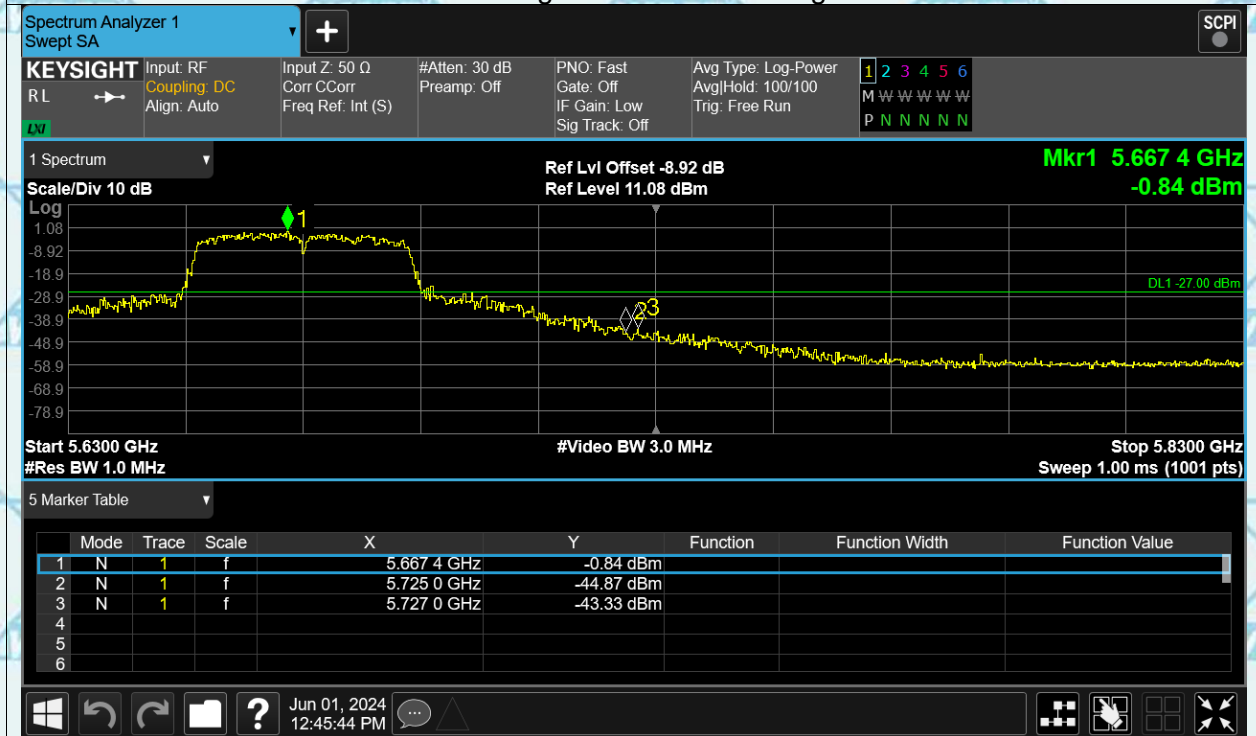 Spectrum Analyzer 1
Swept SA
+
SCPI
KEYSIGHT Input: RF Input Z: 50 Ω #Atten: 30 dB PNO: Fast Avg Type: Log-Power 1 2 3 4 5 6
RL Coupling: DC Corr CCorr Preamp: Off Gate: Off Avg|Hold: 100/100 M W W W W W W
Align: Auto Freq Ref: Int (S) IF Gain: Low Trig: Free Run
LXI Sig Track: Off P N N N N N N
1 Spectrum Ref Lvl Offset -8.92 dB Mkr1 5.667 4 GHz
Scale/Div 10 dB Ref Level 11.08 dBm -0.84 dBm
Log
1
1.08
-8.92
-18.9
DL1 -27.00 dBm
-28.9
23
-38.9
-48.9
-58.9
-68.9
-78.9
Start 5.6300 GHz #Video BW 3.0 MHz Stop 5.8300 GHz
#Res BW 1.0 MHz Sweep 1.00 ms (1001 pts)
5 Marker Table
Mode Trace Scale X Y Function Function Width Function Value
1 N 1 f 5.667 4 GHz -0.84 dBm
2 N 1 f 5.725 0 GHz -44.87 dBm
3 N 1 f 5.727 0 GHz -43.33 dBm
4
5
6
? Jun 01, 2024
12:45:44 PM